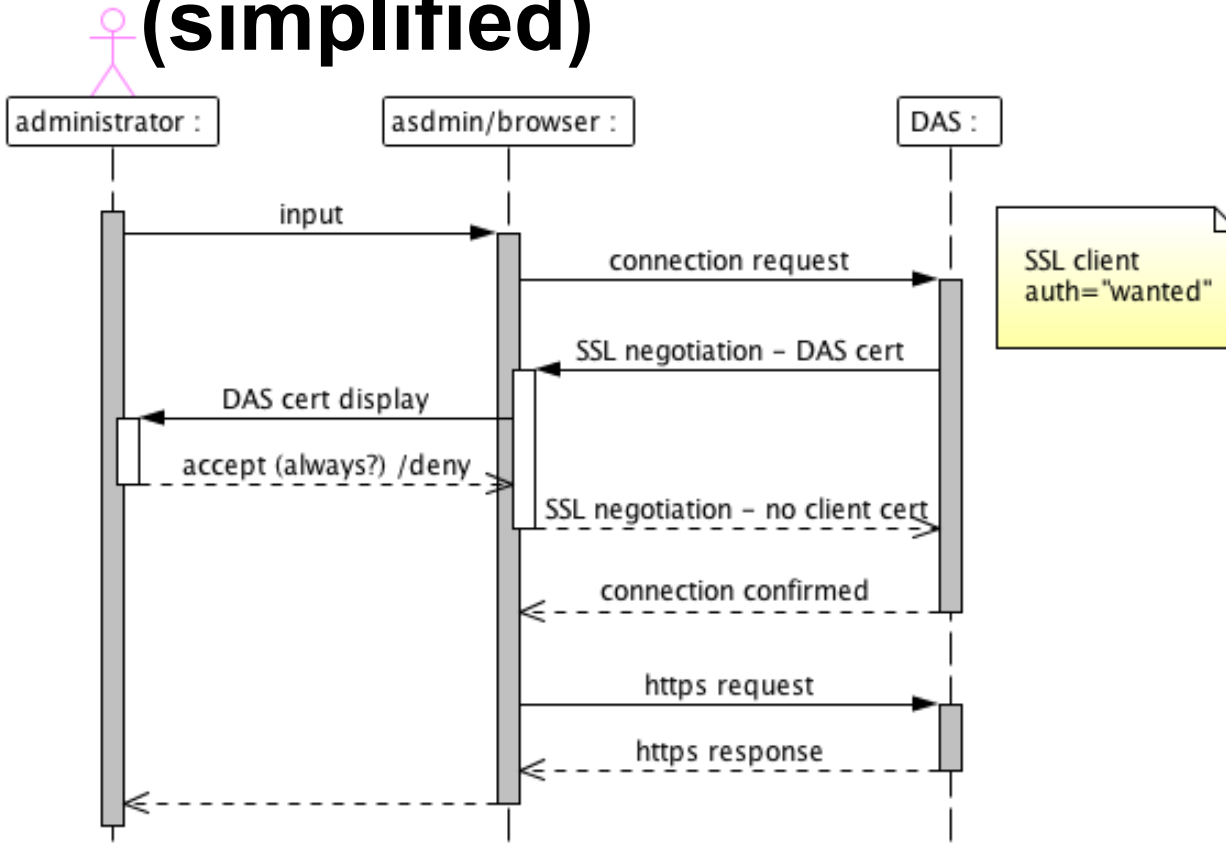 (simplified)
administrator :
asdmin/browser :
DAS :
input
connection request
SSL client
auth="wanted"
SSL negotiation – DAS cert
DAS cert display
accept (always?) /deny
SSL negotiation – no client cert
connection confirmed
https request
https response